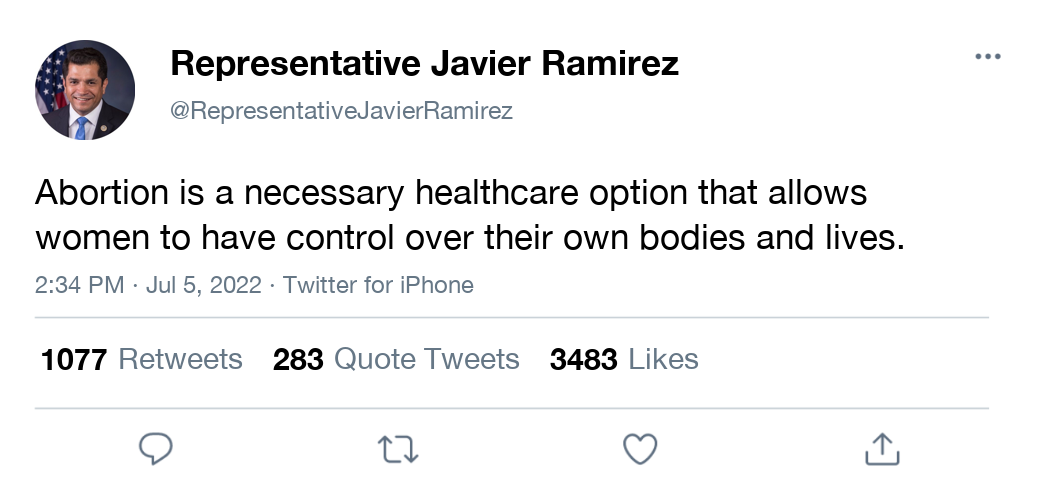 Representative Javier Ramirez
@RepresentativeJavierRamirez
Abortion is a necessary healthcare option that allows
women to have control over their own bodies and lives.
2:34 PM · Jul 5, 2022 · Twitter for iPhone
1077 Retweets 283 Quote Tweets 3483 Likes